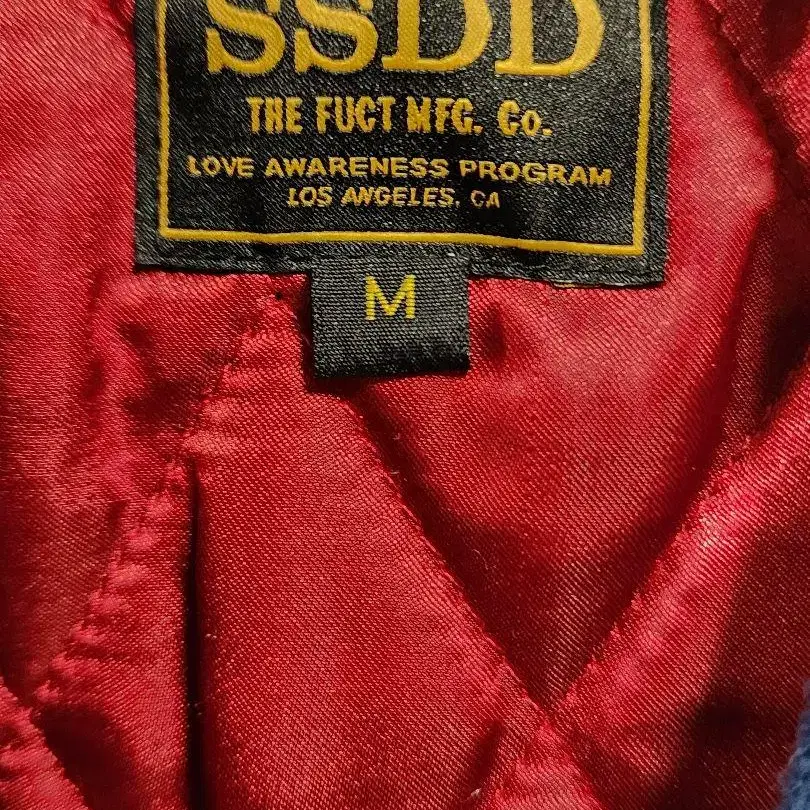 SSDD
THE FUCT MFG. Co.
LOVE AWARENESS PROGRAM
LOS ANGELES, CA
M